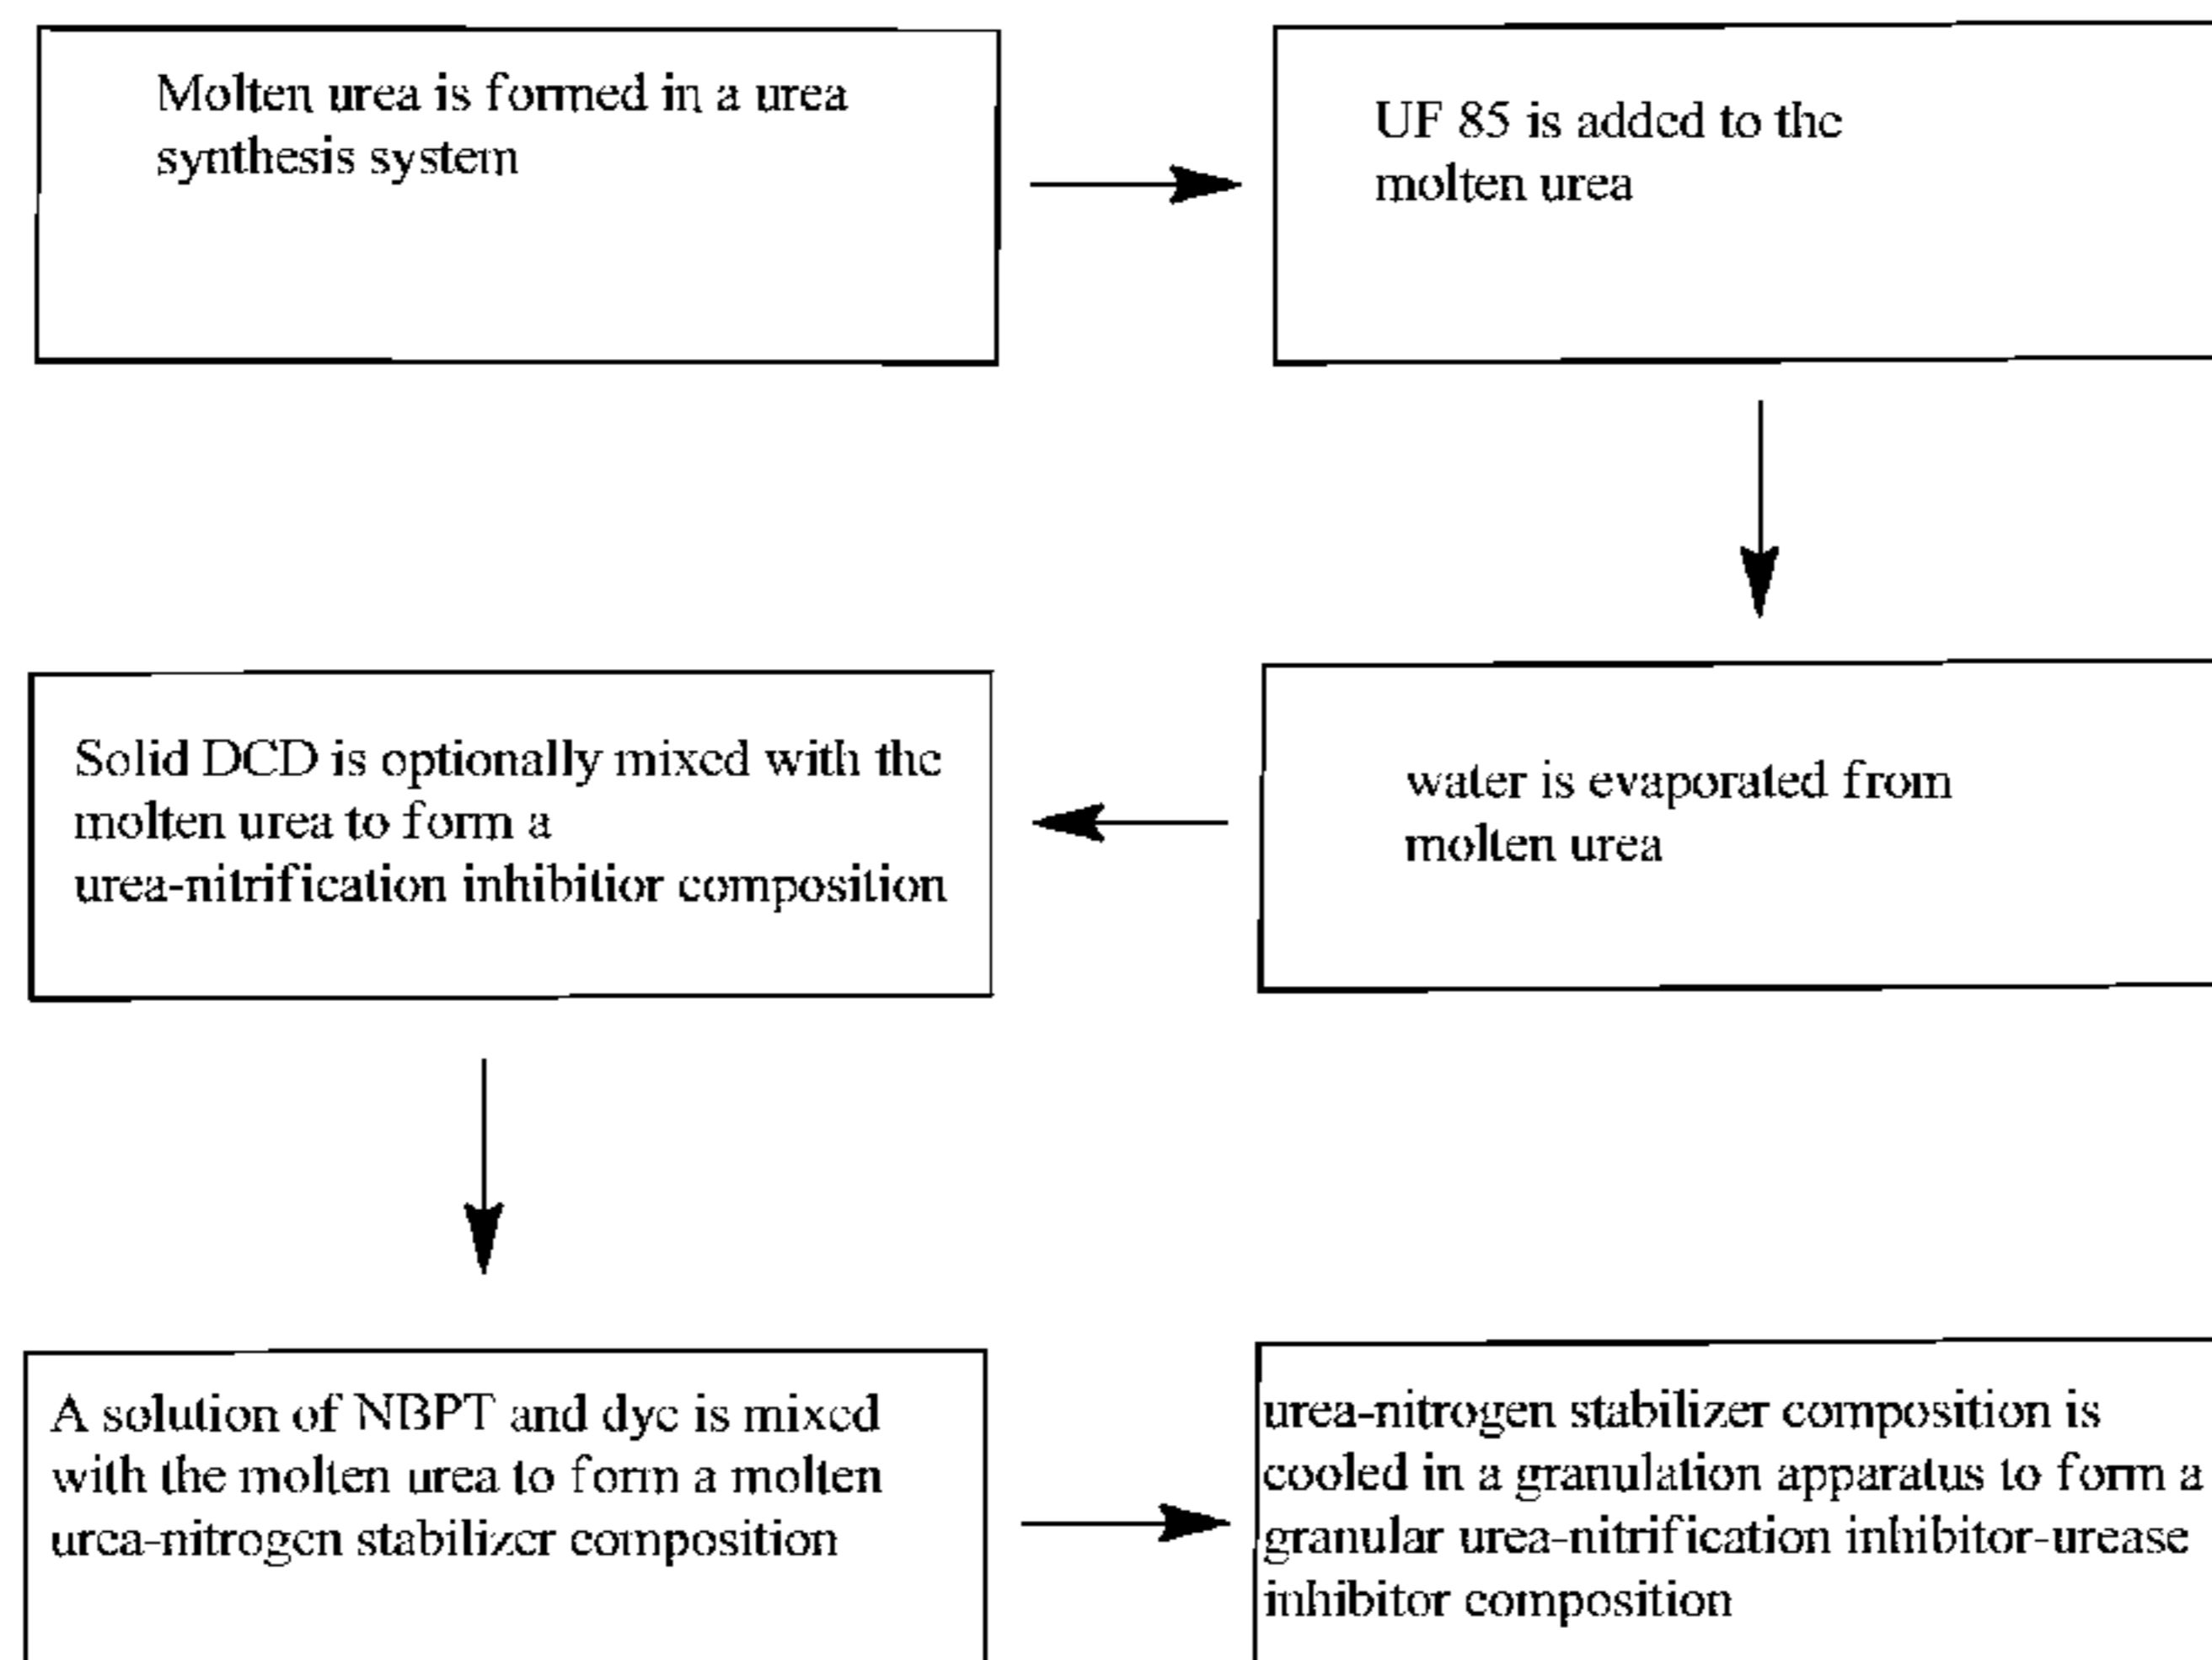 Molten urea is formed in a urea
synthesis system
UF 85 is added to the
molten urea
Solid DCD is optionally mixed with the
molten urea to form a
urea-nitrification inhibitior composition
water is evaporated from
molten urea
A solution of NBPT and dye is mixed
with the molten urea to form a molten
urea-nitrogen stabilizer composition
urea-nitrogen stabilizer composition is
cooled in a granulation apparatus to form a
granular urea-nitrification inhibitor-urease
inhibitor composition